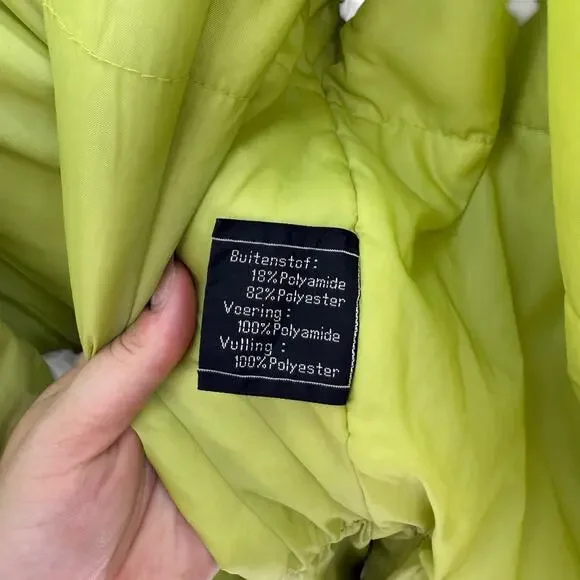 Buitenstof:
18%Polyamide
82%Polyester
Voering:
100%Polyamide
Vulling:
100%Polyester